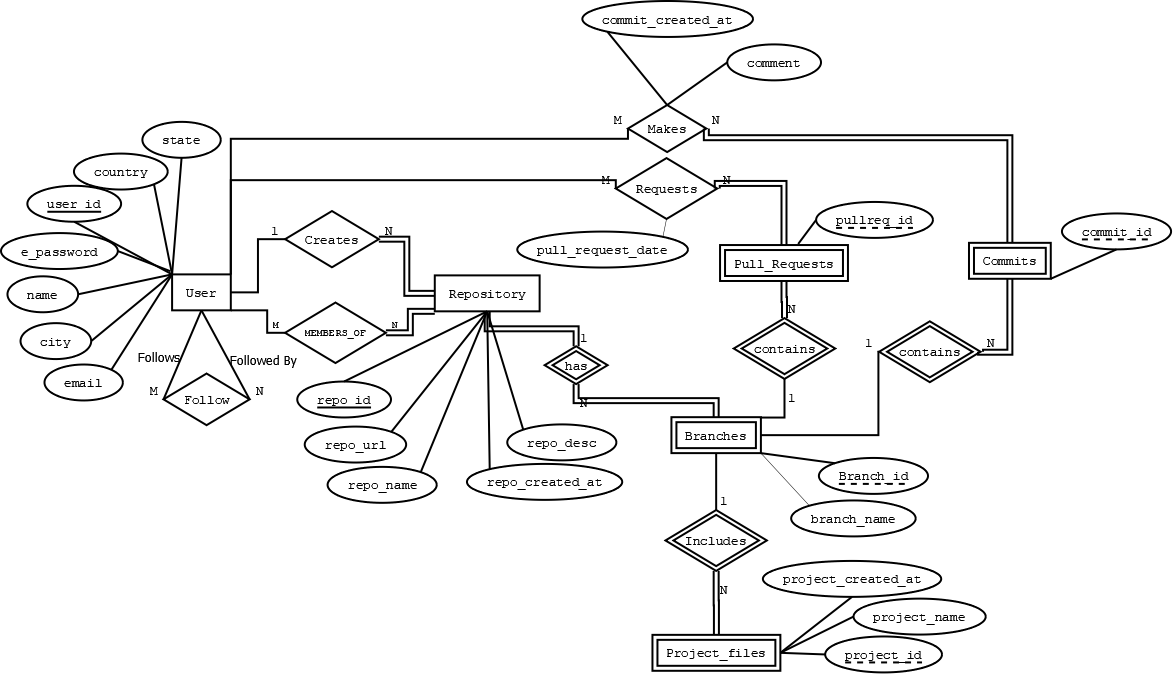 commit_created_at
comment
M
Makes
N
state
country
M
Requests
N
user_id
pullreq_id
commit_id
e_password
1
Creates
N
pull_request_date
Pull_Requests
Commits
name
User
Repository
N
city
M
MEMBERS_OF
N
1
contains
1
contains
N
Follows
Followed By
has
email
M
Follow
N
repo_id
N
1
repo_url
repo_desc
Branches
repo_name
repo_created_at
Branch_id
1
branch_name
Includes
project_created_at
N
project_name
Project_files
project_id